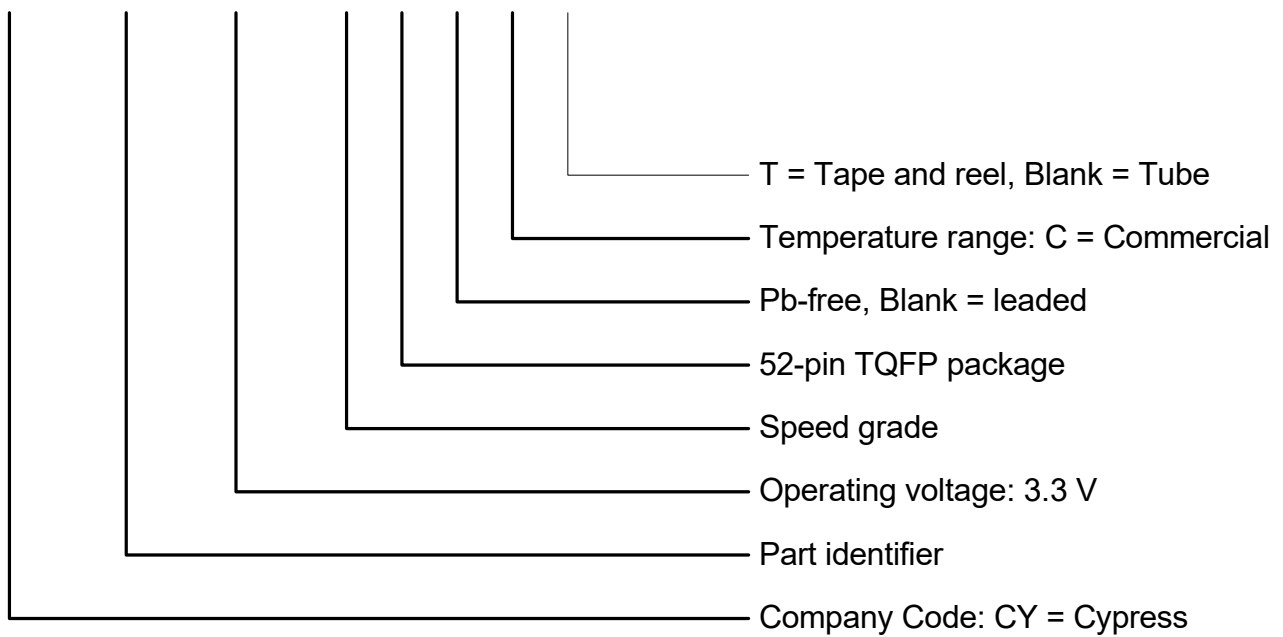 T = Tape and reel, Blank = Tube
Temperature range: C = Commercial
Pb-free, Blank = leaded
52-pin TQFP package
Speed grade
Operating voltage: 3.3 V
Part identifier
Company Code: CY = Cypress